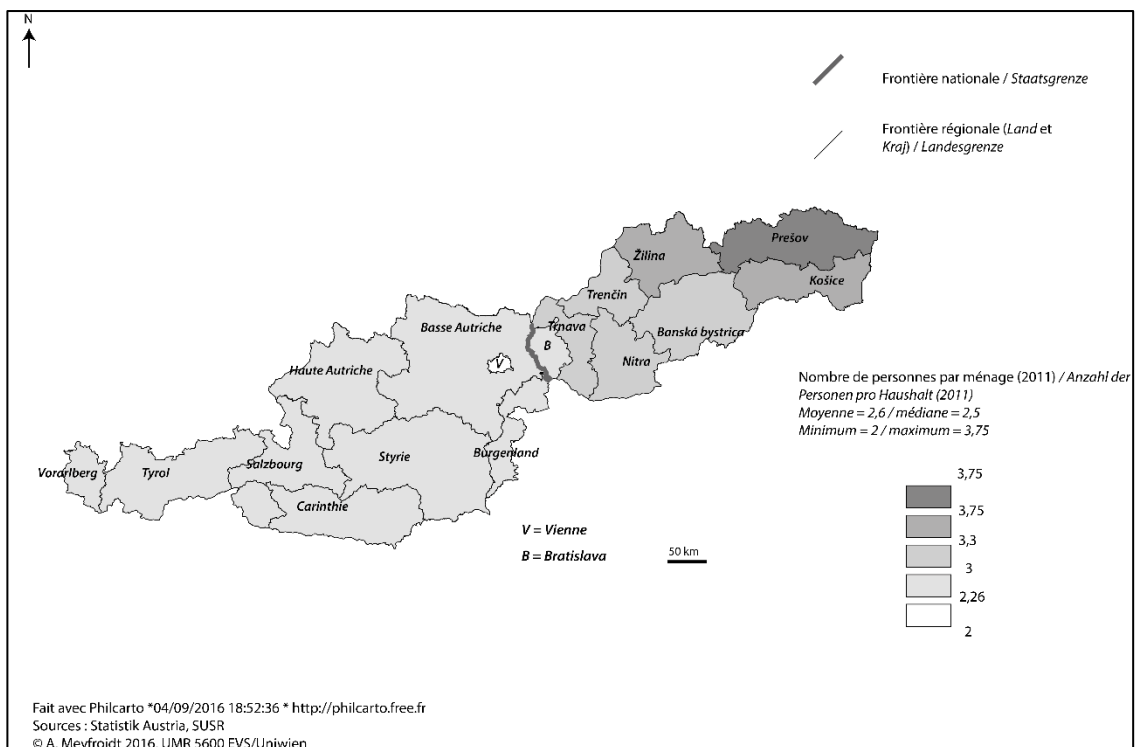 N
Frontière nationale / Staatsgrenze
Frontière régionale (Land et
Kraj) / Landesgrenze
Prešov
Žilina
Košice
Trenčin
Basse Autriche
Trnava
Banská bystrica
B
V
Nitra
Haute Autriche
Nombre de personnes par ménage (2011) / Anzahl der
Personen pro Haushalt (2011)
Moyenne = 2,6 / médiane = 2,5
Minimum = 2 / maximum = 3,75
Vorarlberg
Tyrol
Salzbourg
Styrie
Burgenland
Carinthie
3,75
3,75
3,3
3
2,26
2
V = Vienne
B = Bratislava
50 km
Fait avec Philcarto *04/09/2016 18:52:36 * http://philcarto.free.fr
Sources : Statistik Austria, SUSR
© A. Meyfroidt 2016, UMR 5600 EVS/Uniwien